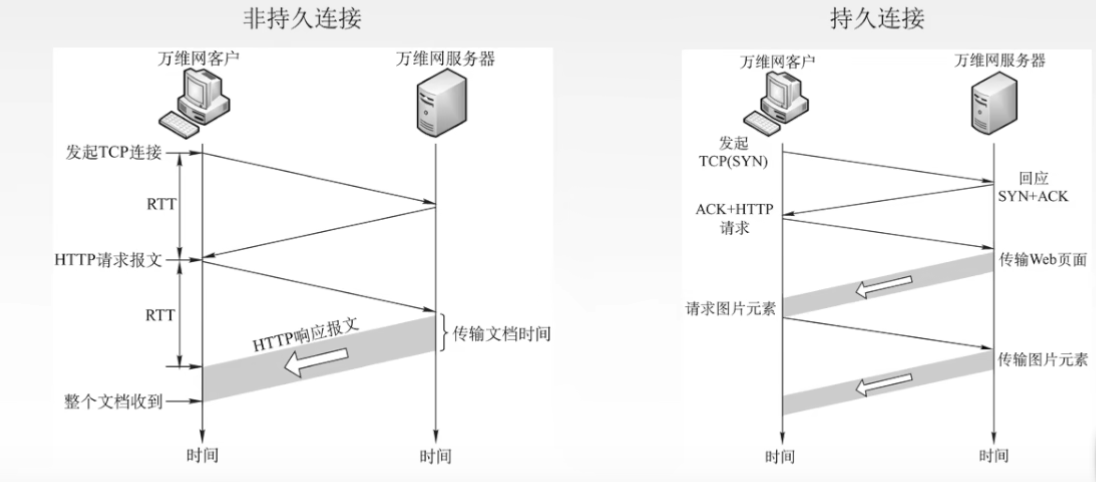 非持久连接
万维网客户
万维网服务器
发起TCP连接
RTT
HTTP请求报文
RTT
HTTP响应报文
传输文档时间
整个文档收到
时间
时间
持久连接
万维网客户
万维网服务器
发起
TCP(SYN)
回应
SYN+ACK
ACK+HTTP
请求
传输Web页面
请求图片元素
传输图片元素
时间
时间